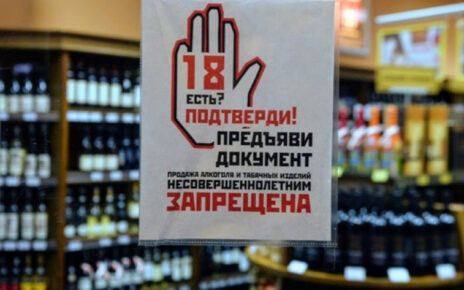 18
ЕСТЬ?
ПОДТВЕРДИ!
ПРЕДЪЯВИ
ДОКУМЕНТ
ПРОДАЖА АЛКОГОЛЯ И ТАБАЧНЫХ ИЗДЕЛИЙ
НЕСОВЕРШЕННОЛЕТНИМ
ЗАПРЕЩЕНА